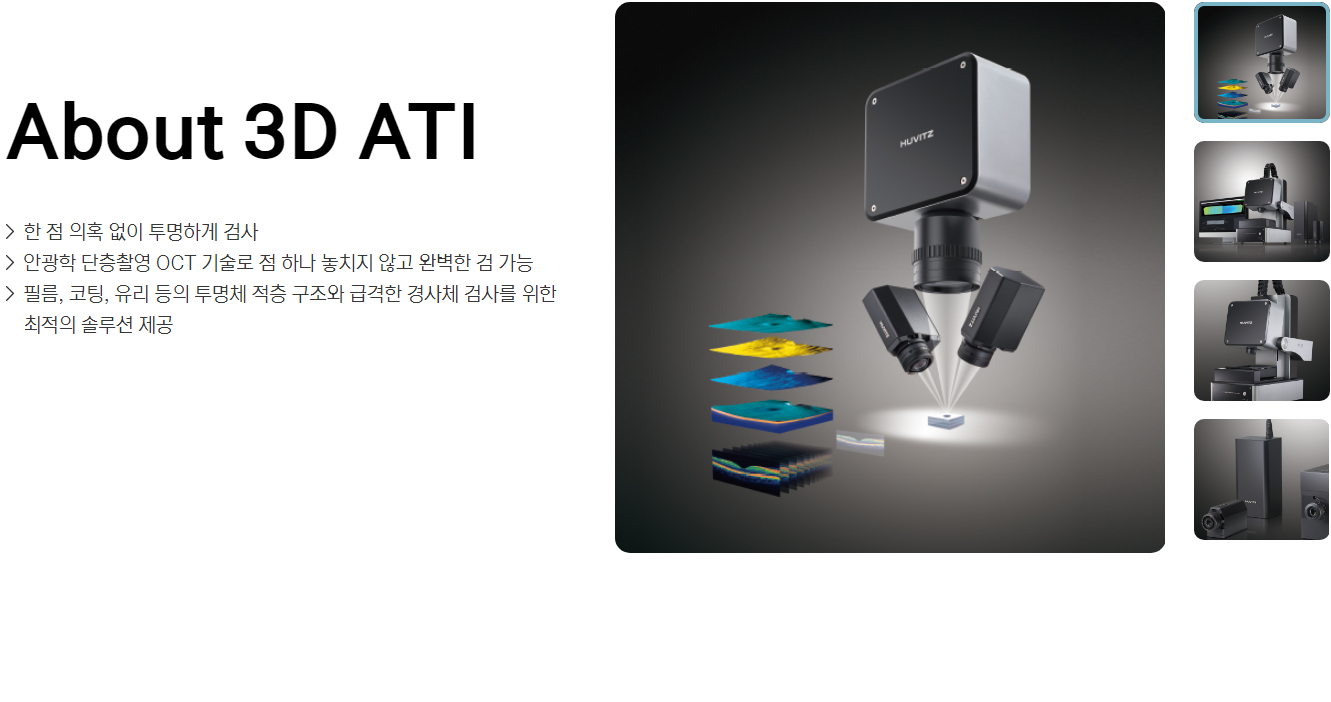 About 3D ATI
한 점 의혹 없이 투명하게 검사
안광학 단층촬영 OCT 기술로 점 하나 놓치지 않고 완벽한 검 가능
필름, 코팅, 유리 등의 투명체 적층 구조와 급격한 경사체 검사를 위한
최적의 솔루션 제공
HUVITZ
HUVITZ
HUVITZ